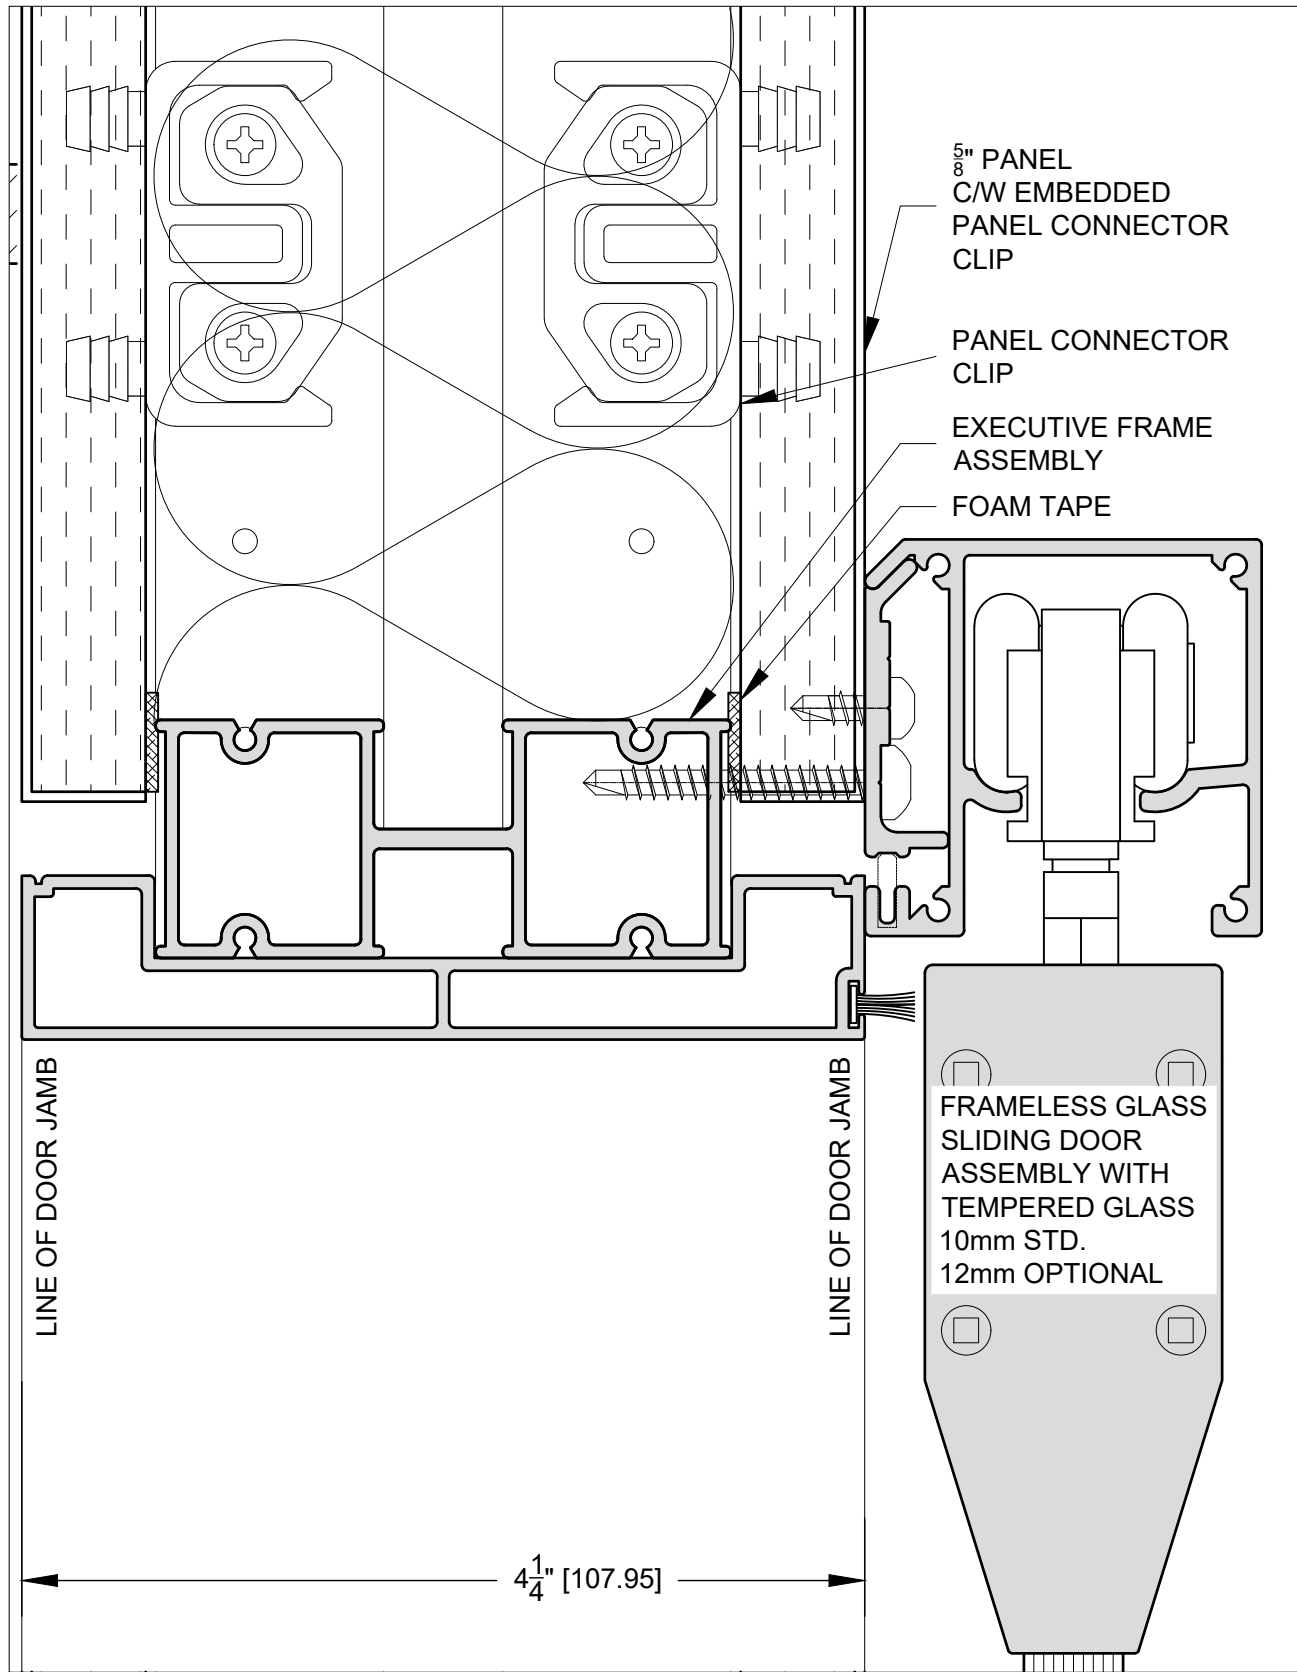 5/8" PANEL
C/W EMBEDDED
PANEL CONNECTOR
CLIP
PANEL CONNECTOR
CLIP
EXECUTIVE FRAME
ASSEMBLY
FOAM TAPE
LINE OF DOOR JAMB
LINE OF DOOR JAMB
FRAMELESS GLASS
SLIDING DOOR
ASSEMBLY WITH
TEMPERED GLASS
10mm STD.
12mm OPTIONAL
4 1/4" [107.95]